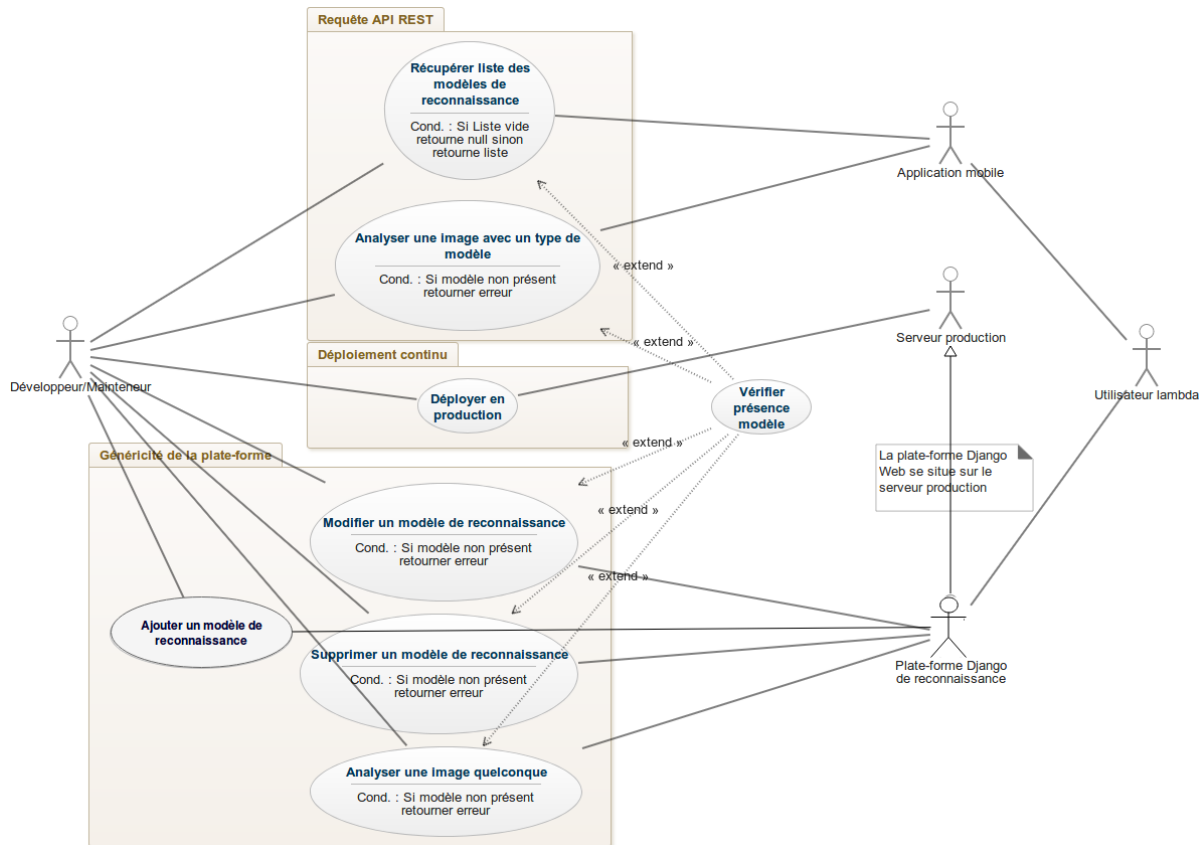 Requête API REST
Récupérer liste des
modèles de
reconnaissance
Cond. : Si Liste vide
retourne null sinon
retourne liste
Application mobile
Analyser une image avec un type de
modèle
Cond. : Si modèle non présent
retourner erreur
« extend »
Serveur production
« extend »
Déploiement continu
Développeur/Mainteneur
Déployer en
production
Vérifier
présence
modèle
Utilisateur lambda
« extend »
Généricité de la plate-forme
La plate-forme Django
Web se situe sur le
serveur production
« extend »
Modifier un modèle de reconnaissance
Cond. : Si modèle non présent
retourner erreur
« extend »
Ajouter un modèle de
reconnaissance
Supprimer un modèle de reconnaissance
Cond. : Si modèle non présent
retourner erreur
Plate-forme Django
de reconnaissance
Analyser une image quelconque
Cond. : Si modèle non présent
retourner erreur